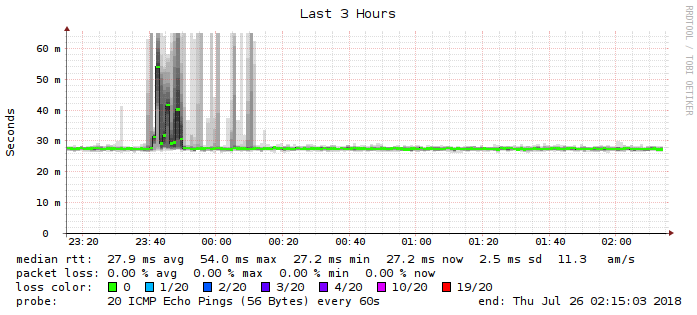 Last 3 Hours
RRDTOOL / TOBI OETIKER
Seconds
60 m
50 m
40 m
30 m
20 m
10 m
0
23:20 23:40 00:00 00:20 00:40 01:00 01:20 01:40 02:00
median rtt: 27.9 ms avg 54.0 ms max 27.2 ms min 27.2 ms now 2.5 ms sd 11.3 am/s
packet loss: 0.00 % avg 0.00 % max 0.00 % min 0.00 % now
loss color: 0 1/20 2/20 3/20 4/20 10/20 19/20
probe: 20 ICMP Echo Pings (56 Bytes) every 60s end: Thu Jul 26 02:15:03 2018